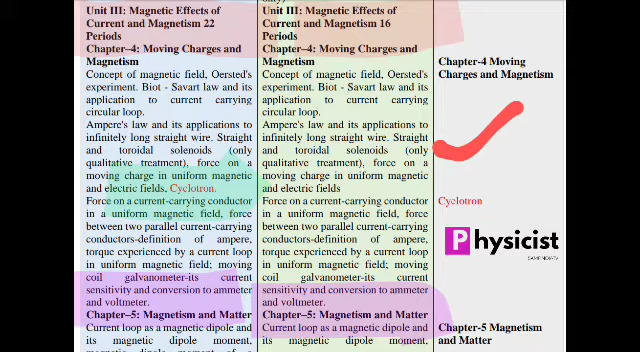 Unit III: Magnetic Effects of
Current and Magnetism 22
Periods
Chapter–4: Moving Charges and
Magnetism
Concept of magnetic field, Oersted's
experiment. Biot - Savart law and its
application to current carrying
circular loop.
Ampere's law and its applications to
infinitely long straight wire. Straight
and toroidal solenoids (only
qualitative treatment), force on a
moving charge in uniform magnetic
and electric fields, Cyclotron.
Force on a current-carrying conductor
in a uniform magnetic field, force
between two parallel current-carrying
conductors-definition of ampere,
torque experienced by a current loop
in uniform magnetic field; moving
coil galvanometer-its current
sensitivity and conversion to ammeter
and voltmeter.
Chapter–5: Magnetism and Matter
Current loop as a magnetic dipole and
its magnetic dipole moment,
Unit III: Magnetic Effects of
Current and Magnetism 16
Periods
Chapter–4: Moving Charges and
Magnetism
Concept of magnetic field, Oersted's
experiment. Biot - Savart law and its
application to current carrying
circular loop.
Ampere's law and its applications to
infinitely long straight wire. Straight
and toroidal solenoids (only
qualitative treatment), force on a
moving charge in uniform magnetic
and electric fields
Force on a current-carrying conductor
in a uniform magnetic field, force
between two parallel current-carrying
conductors-definition of ampere,
torque experienced by a current loop
in uniform magnetic field; moving
coil galvanometer-its current
sensitivity and conversion to ammeter
and voltmeter.
Chapter–5: Magnetism and Matter
Current loop as a magnetic dipole and
its magnetic dipole moment,
Chapter-4 Moving
Charges and Magnetism
Cyclotron
Physicist
Chapter-5 Magnetism
and Matter